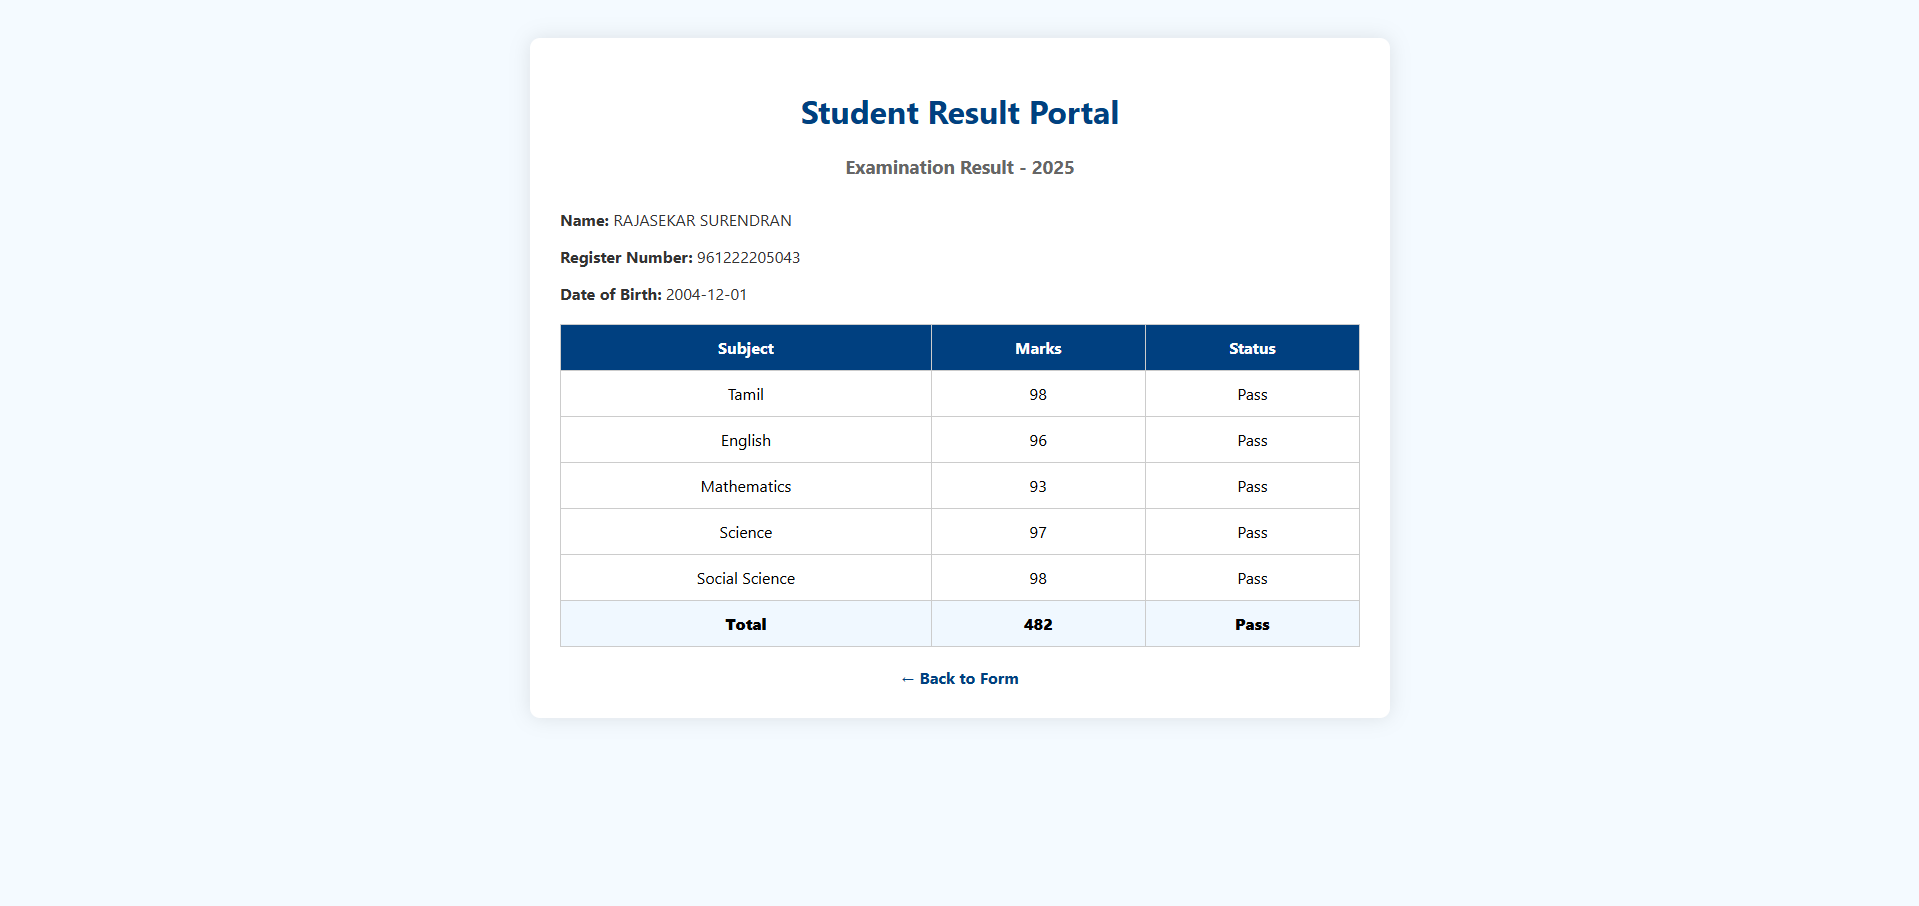 Student Result Portal
Examination Result - 2025
Name: RAJASEKAR SURENDRAN
Register Number: 961222205043
Date of Birth: 2004-12-01
Subject Marks Status
Tamil 98 Pass
English 96 Pass
Mathematics 93 Pass
Science 97 Pass
Social Science 98 Pass
Total 482 Pass
← Back to Form